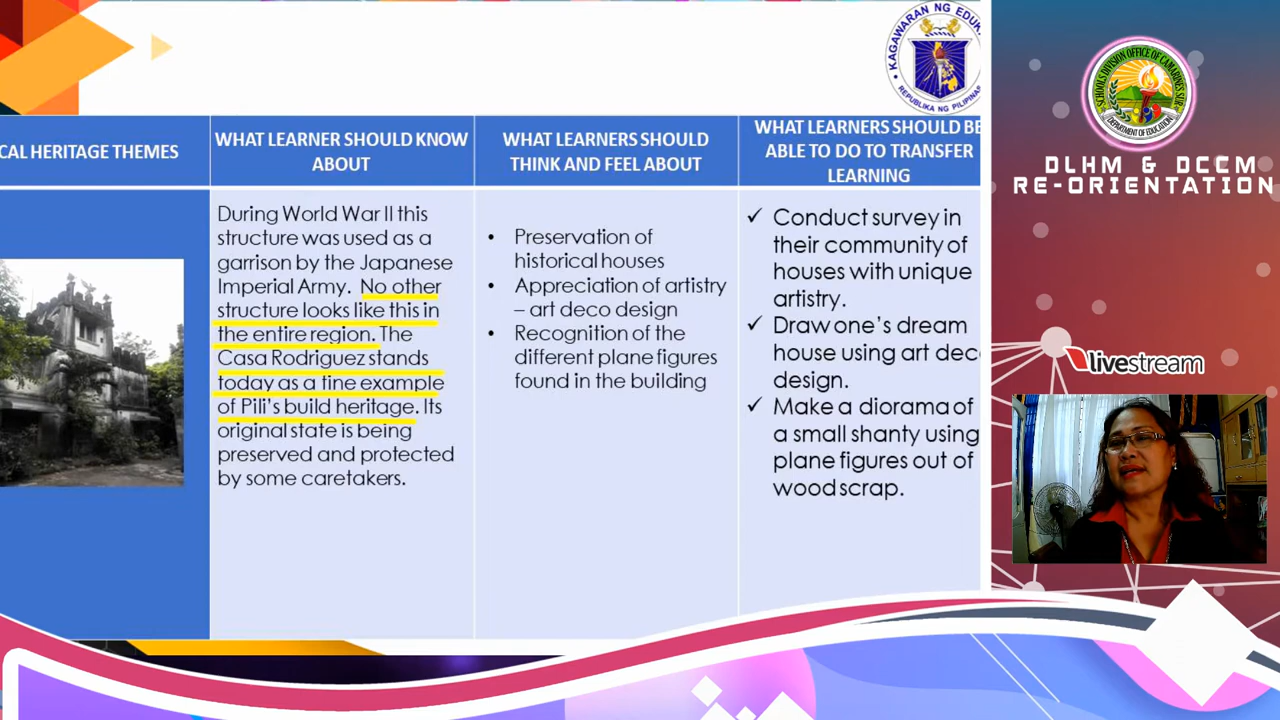 KAGAWARAN NG EDUK
REPUBLIKA NG PILIPINAS
SCHOOLS DIVISION OFFICE OF CAMARINES SUR
DEPARTMENT OF EDUCATION
DLHM & DCCM
RE-ORIENTATION
CAL HERITAGE THEMES
WHAT LEARNER SHOULD KNOW
ABOUT
During World War II this
structure was used as a
garrison by the Japanese
Imperial Army. No other
structure looks like this in
the entire region. The
Casa Rodriguez stands
today as a fine example
of Pili's build heritage. Its
original state is being
preserved and protected
by some caretakers.
WHAT LEARNERS SHOULD
THINK AND FEEL ABOUT
• Preservation of
historical houses
• Appreciation of artistry
– art deco design
• Recognition of the
different plane figures
found in the building
WHAT LEARNERS SHOULD BE
ABLE TO DO TO TRANSFER
LEARNING
✓ Conduct survey in
their community of
houses with unique
artistry.
✓ Draw one's dream
house using art dec
design.
✓ Make a diorama of
a small shanty using
plane figures out of
wood scrap.
livestream